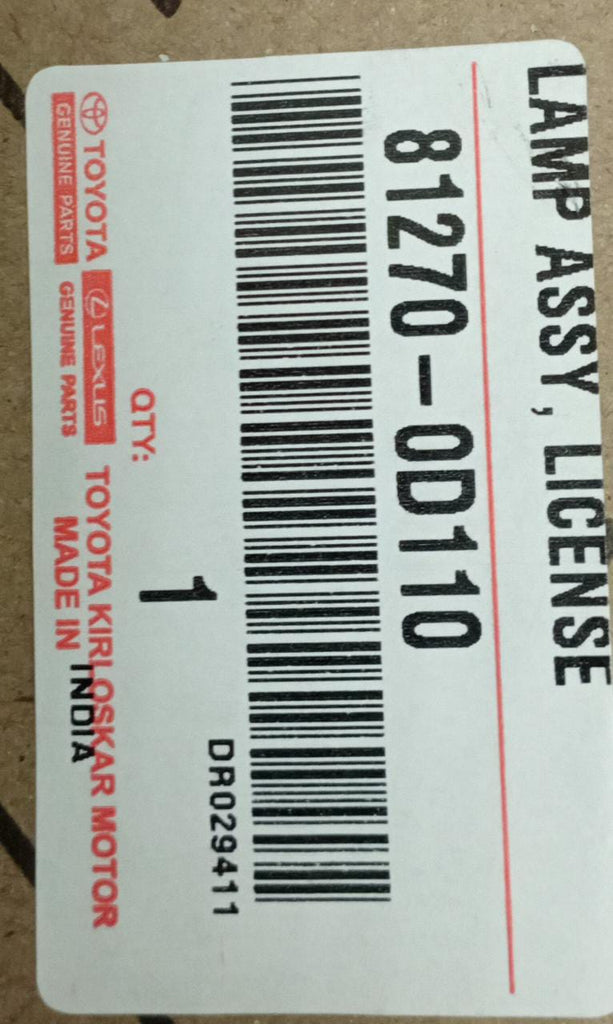 LAMP ASSY, LICENSE
81270-0D110
DR029411
QTY: 1
TOYOTA LEXUS TOYOTA KIRLOSKAR MOTOR
GENUINE PARTS GENUINE PARTS MADE IN INDIA